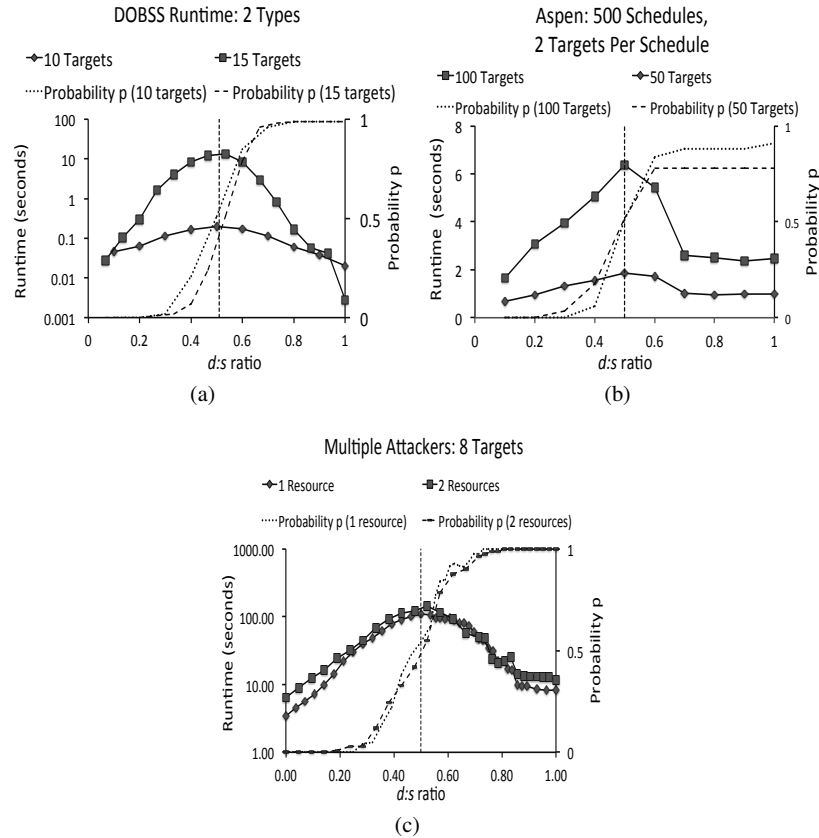 DOBSS Runtime: 2 Types
10 Targets
15 Targets
Probability p (10 targets)
Probability p (15 targets)
100
10
1
0.1
0.01
0.001
Runtime (seconds)
1
0.5
0
Probability p
0
0.2
0.4
0.6
0.8
1
d:s ratio
(a)
Aspen: 500 Schedules,
2 Targets Per Schedule
100 Targets
50 Targets
Probability p (100 Targets)
Probability p (50 Targets)
8
6
4
2
0
Runtime (seconds)
1
0.5
0
Probability p
0
0.2
0.4
0.6
0.8
1
d:s ratio
(b)
Multiple Attackers: 8 Targets
1 Resource
2 Resources
Probability p (1 resource)
Probability p (2 resources)
1000.00
100.00
10.00
1.00
Runtime (seconds)
1
0.5
0
Probability p
0.00
0.20
0.40
0.60
0.80
1.00
d:s ratio
(c)